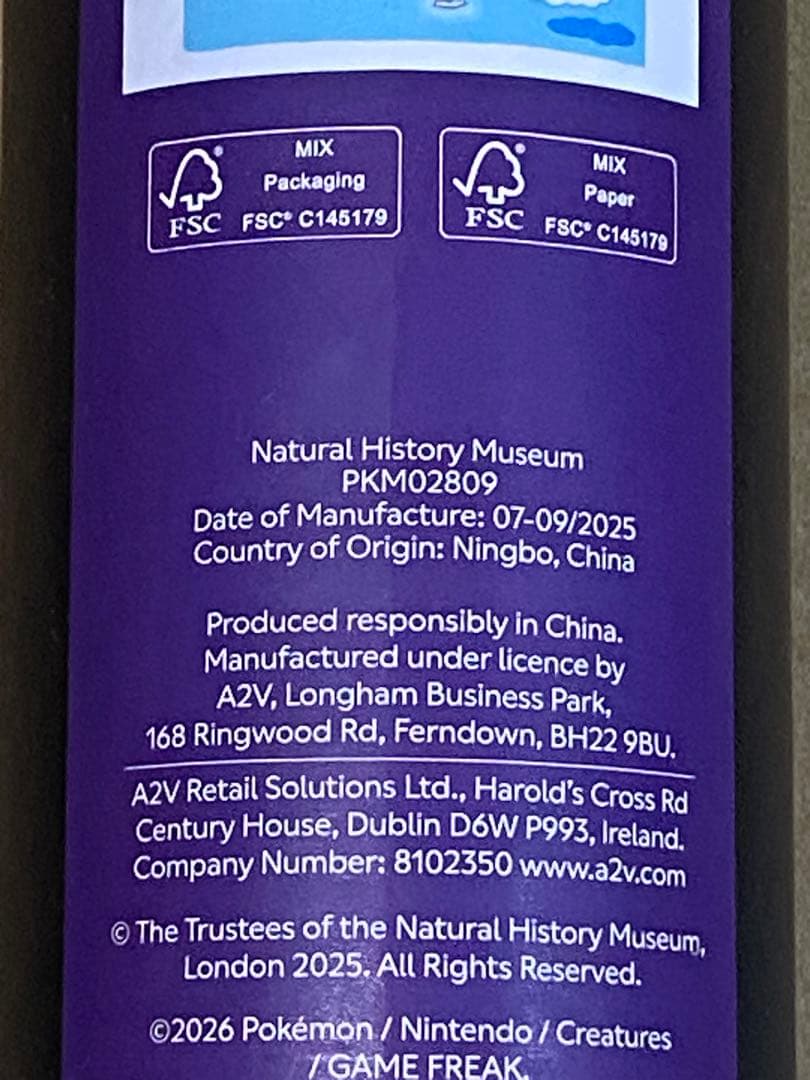 MIX
Packaging
FSC® C145179
FSC
MIX
Paper
FSC® C145179
FSC
Natural History Museum
PKM02809
Date of Manufacture: 07-09/2025
Country of Origin: Ningbo, China
Produced responsibly in China.
Manufactured under licence by
A2V, Longham Business Park,
168 Ringwood Rd, Ferndown, BH22 9BU.
A2V Retail Solutions Ltd., Harold's Cross Rd
Century House, Dublin D6W P993, Ireland.
Company Number: 8102350 www.a2v.com
© The Trustees of the Natural History Museum,
London 2025. All Rights Reserved.
©2026 Pokémon / Nintendo / Creatures
/ GAME FREAK.